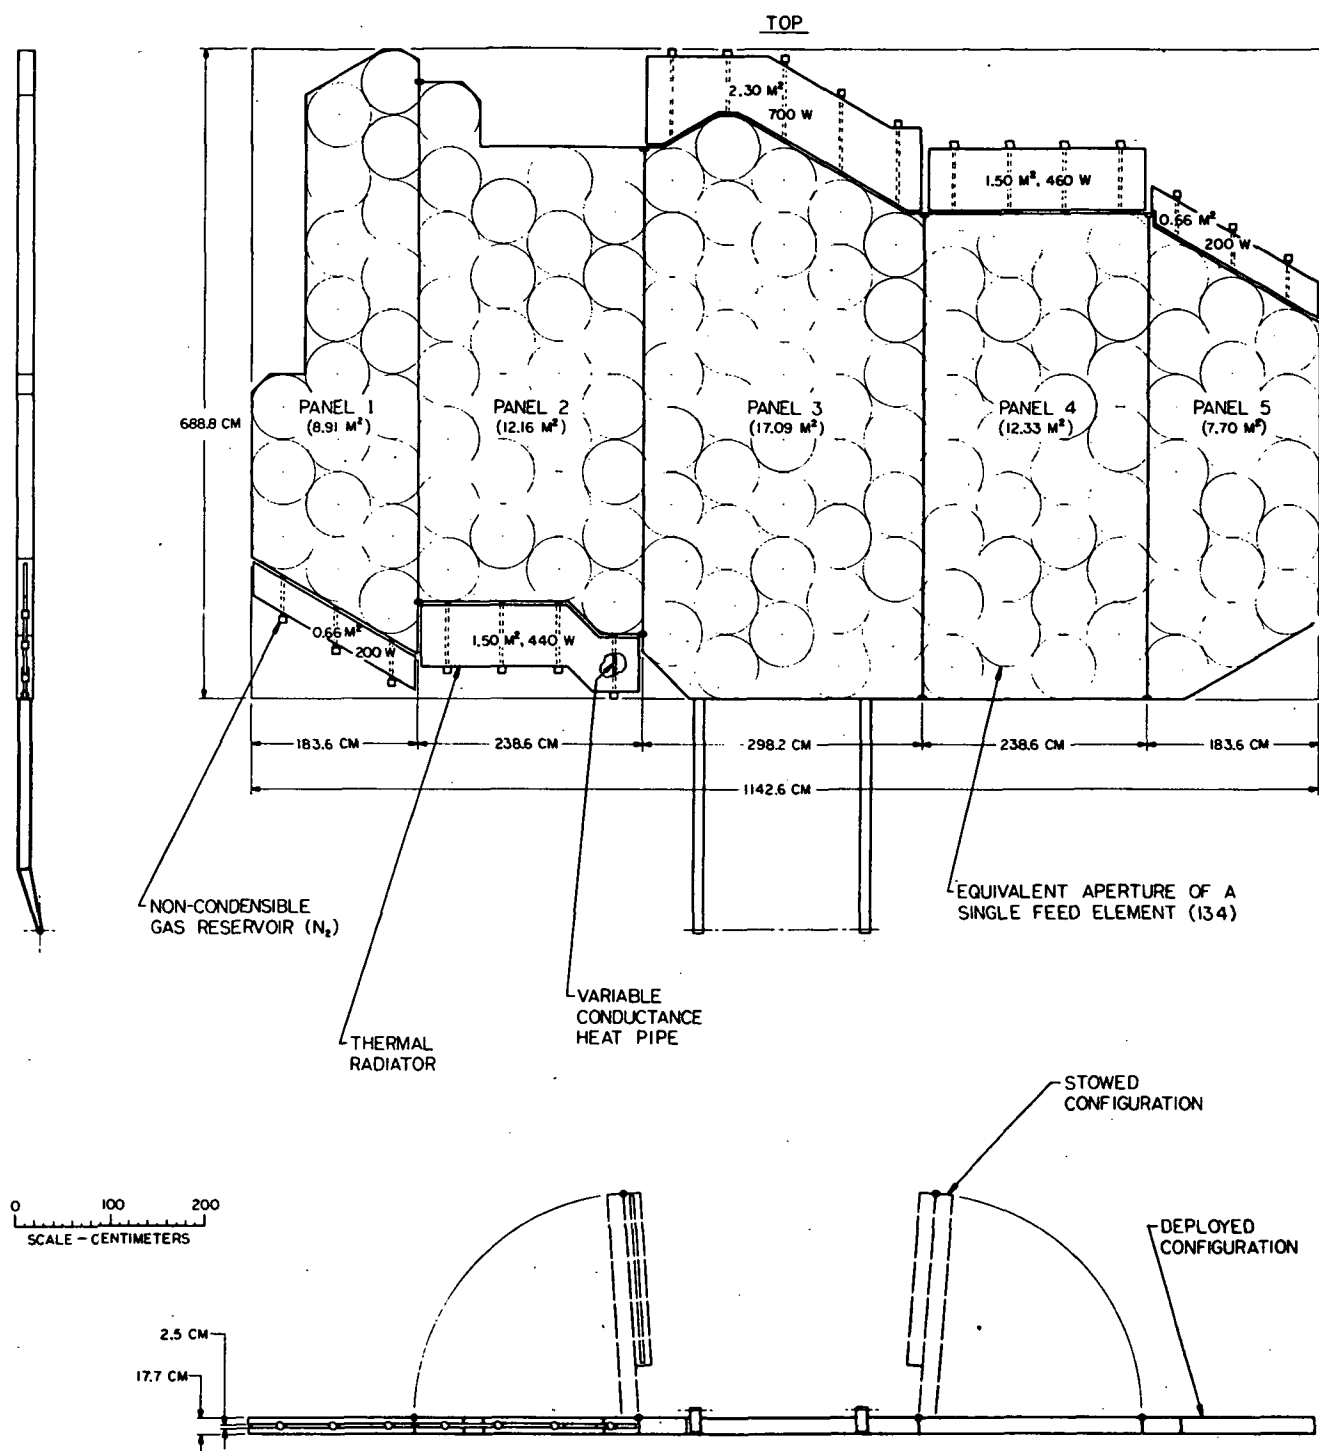 TOP
2.30 M²
700 W
1.50 M², 460 W
0.66 M²
200 W
688.8 CM
PANEL 1
(8.91 M²)
PANEL 2
(12.16 M²)
PANEL 3
(17.09 M²)
PANEL 4
(12.33 M²)
PANEL 5
(7.70 M²)
0.66 M²
200 W
1.50 M², 440 W
183.6 CM
238.6 CM
298.2 CM
238.6 CM
183.6 CM
1142.6 CM
NON-CONDENSIBLE
GAS RESERVOIR (N₂)
EQUIVALENT APERTURE OF A
SINGLE FEED ELEMENT (134)
VARIABLE
CONDUCTANCE
HEAT PIPE
THERMAL
RADIATOR
STOWED
CONFIGURATION
0 100 200
SCALE - CENTIMETERS
DEPLOYED
CONFIGURATION
2.5 CM
17.7 CM